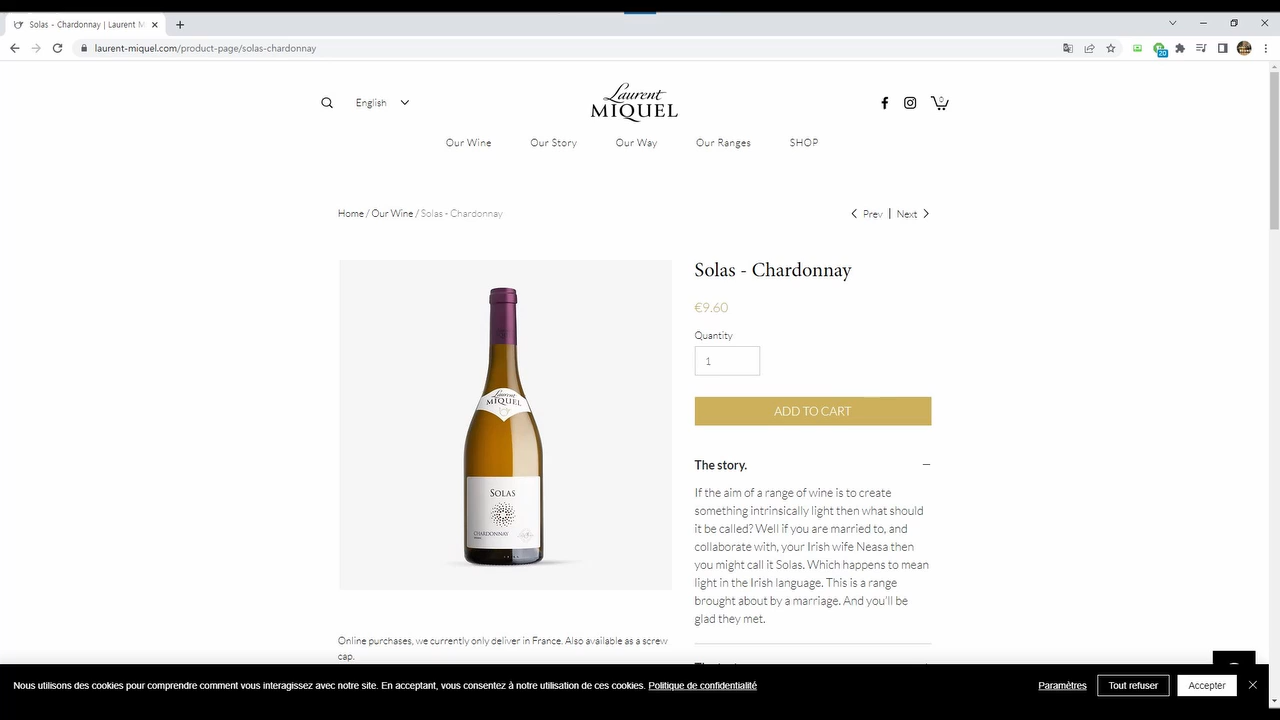 Solas - Chardonnay | Laurent M
laurent-miquel.com/product-page/solas-chardonnay
20
English
Laurent
MIQUEL
0
Our Wine
Our Story
Our Way
Our Ranges
SHOP
Home / Our Wine / Solas - Chardonnay
Prev | Next
Solas - Chardonnay
€9.60
Quantity
1
ADD TO CART
Laurent
MIQUEL
SOLAS
CHARDONNAY
The story.
If the aim of a range of wine is to create
something intrinsically light then what should
it be called? Well if you are married to, and
collaborate with, your Irish wife Neasa then
you might call it Solas. Which happens to mean
light in the Irish language. This is a range
brought about by a marriage. And you'll be
glad they met.
Online purchases, we currently only deliver in France. Also available as a screw
cap.
Nous utilisons des cookies pour comprendre comment vous interagissez avec notre site. En acceptant, vous consentez à notre utilisation de ces cookies. Politique de confidentialité
Paramètres
Tout refuser
Accepter